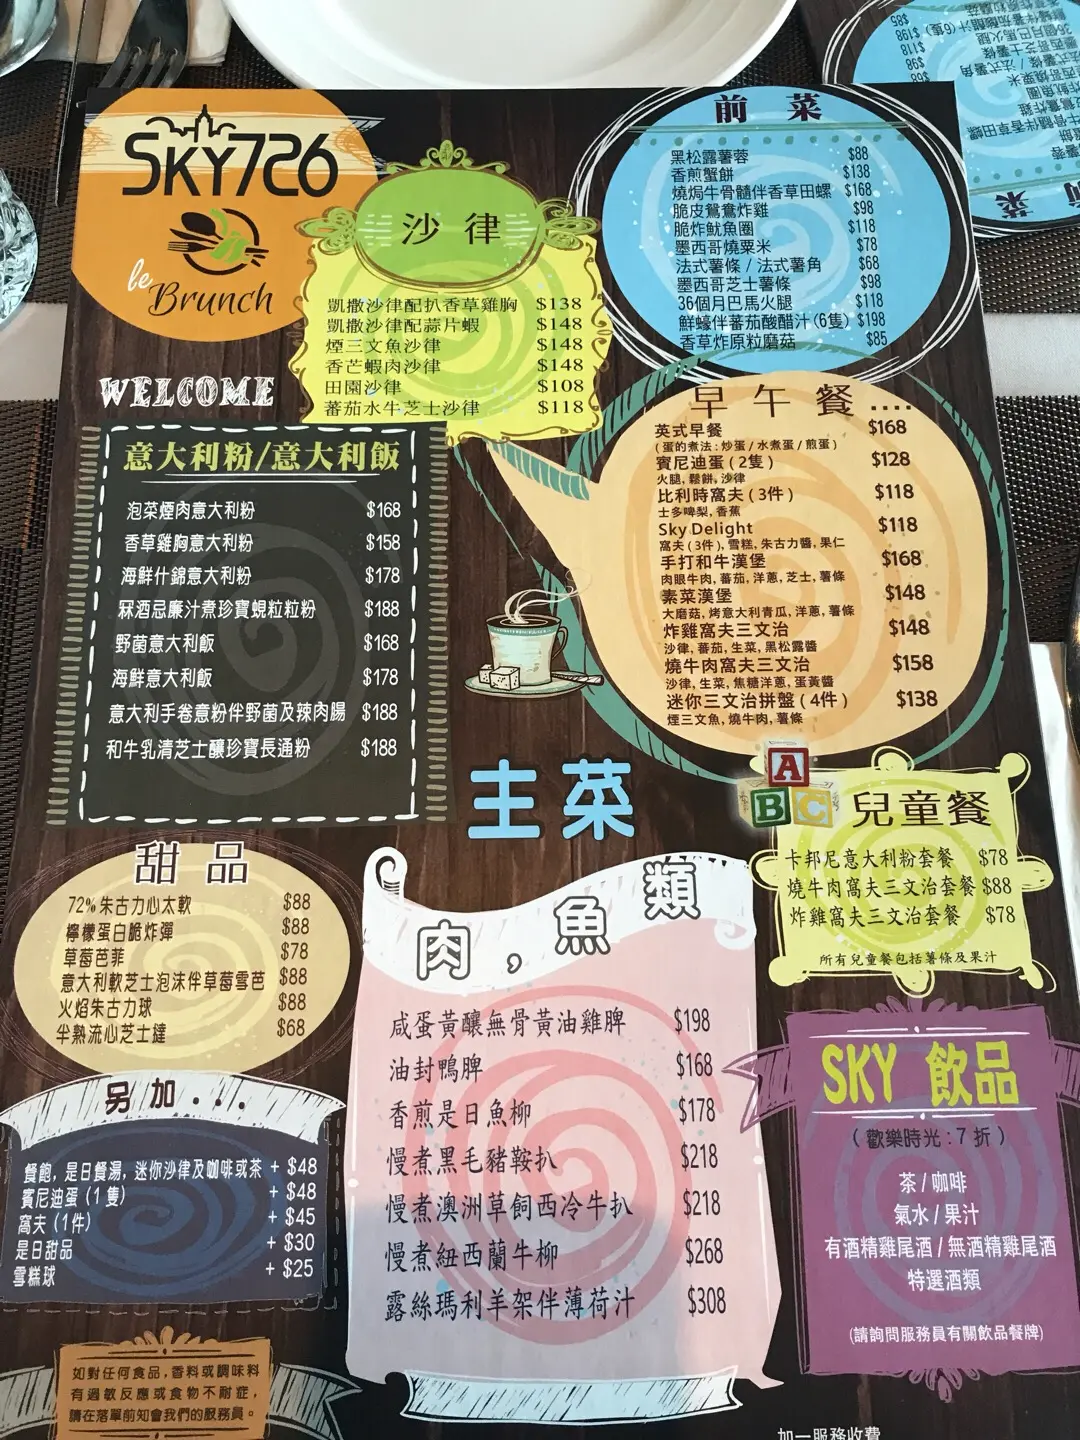 SKY726
le Brunch
WELCOME
沙律
凱撒沙律配扒香草雞胸 $138
凱撒沙律配蒜片蝦 $148
煙三文魚沙律 $148
香芒蝦肉沙律 $148
田園沙律 $108
蕃茄水牛芝士沙律 $118
前菜
黑松露薯蓉 $88
香煎蟹餅 $138
燒焗牛骨髓伴香草田螺 $168
脆皮鴛鴦炸雞 $98
脆炸魷魚圈 $118
墨西哥燒粟米 $78
法式薯條 / 法式薯角 $68
墨西哥芝士薯條 $98
36個月巴馬火腿 $118
鮮蠔伴蕃茄酸醋汁(6隻) $198
香草炸原粒磨菇 $85
意大利粉/意大利飯
泡菜煙肉意大利粉 $168
香草雞胸意大利粉 $158
海鮮什錦意大利粉 $178
冧酒忌廉汁煮珍寶蜆粒粒粉 $188
野菌意大利飯 $168
海鮮意大利飯 $178
意大利手卷意粉伴野菌及辣肉腸 $188
和牛乳清芝士釀珍寶長通粉 $188
早午餐....
英式早餐 $168
(蛋的煮法:炒蛋 / 水煮蛋 / 煎蛋)
賓尼迪蛋 (2隻) $128
火腿, 鬆餅, 沙律
比利時窩夫 (3件) $118
士多啤梨, 香蕉
Sky Delight $118
窩夫 (3件), 雪糕, 朱古力醬, 果仁
手打和牛漢堡 $168
肉眼牛肉, 蕃茄, 洋蔥, 芝士, 薯條
素菜漢堡 $148
大磨菇, 烤意大利青瓜, 洋蔥, 薯條
炸雞窩夫三文治 $148
沙律, 蕃茄, 生菜, 黑松露醬
燒牛肉窩夫三文治 $158
沙律, 生菜, 焦糖洋蔥, 蛋黃醬
迷你三文治拼盤 (4件) $138
煙三文魚, 燒牛肉, 薯條
主菜
肉，魚類
咸蛋黃釀無骨黃油雞脾 $198
油封鴨脾 $168
香煎是日魚柳 $178
慢煮黑毛豬鞍扒 $218
慢煮澳洲草飼西冷牛扒 $218
慢煮紐西蘭牛柳 $268
露絲瑪利羊架伴薄荷汁 $308
A
B C
兒童餐
卡邦尼意大利粉套餐 $78
燒牛肉窩夫三文治套餐 $88
炸雞窩夫三文治套餐 $78
所有兒童餐包括薯條及果汁
甜品
72% 朱古力心太軟 $88
檸檬蛋白脆炸彈 $88
草莓芭菲 $78
意大利軟芝士泡沫伴草莓雪芭 $88
火焰朱古力球 $88
半熟流心芝士撻 $68
另加...
餐飽, 是日餐湯, 迷你沙律及咖啡或茶 + $48
賓尼迪蛋 (1隻) + $48
窩夫 (1件) + $45
是日甜品 + $30
雪糕球 + $25
SKY 飲品
(歡樂時光:7折)
茶 / 咖啡
氣水 / 果汁
有酒精雞尾酒 / 無酒精雞尾酒
特選酒類
(請詢問服務員有關飲品餐牌)
如對任何食品,香料或調味料
有過敏反應或食物不耐症,
請在落單前知會我們的服務員。
加一服務收費